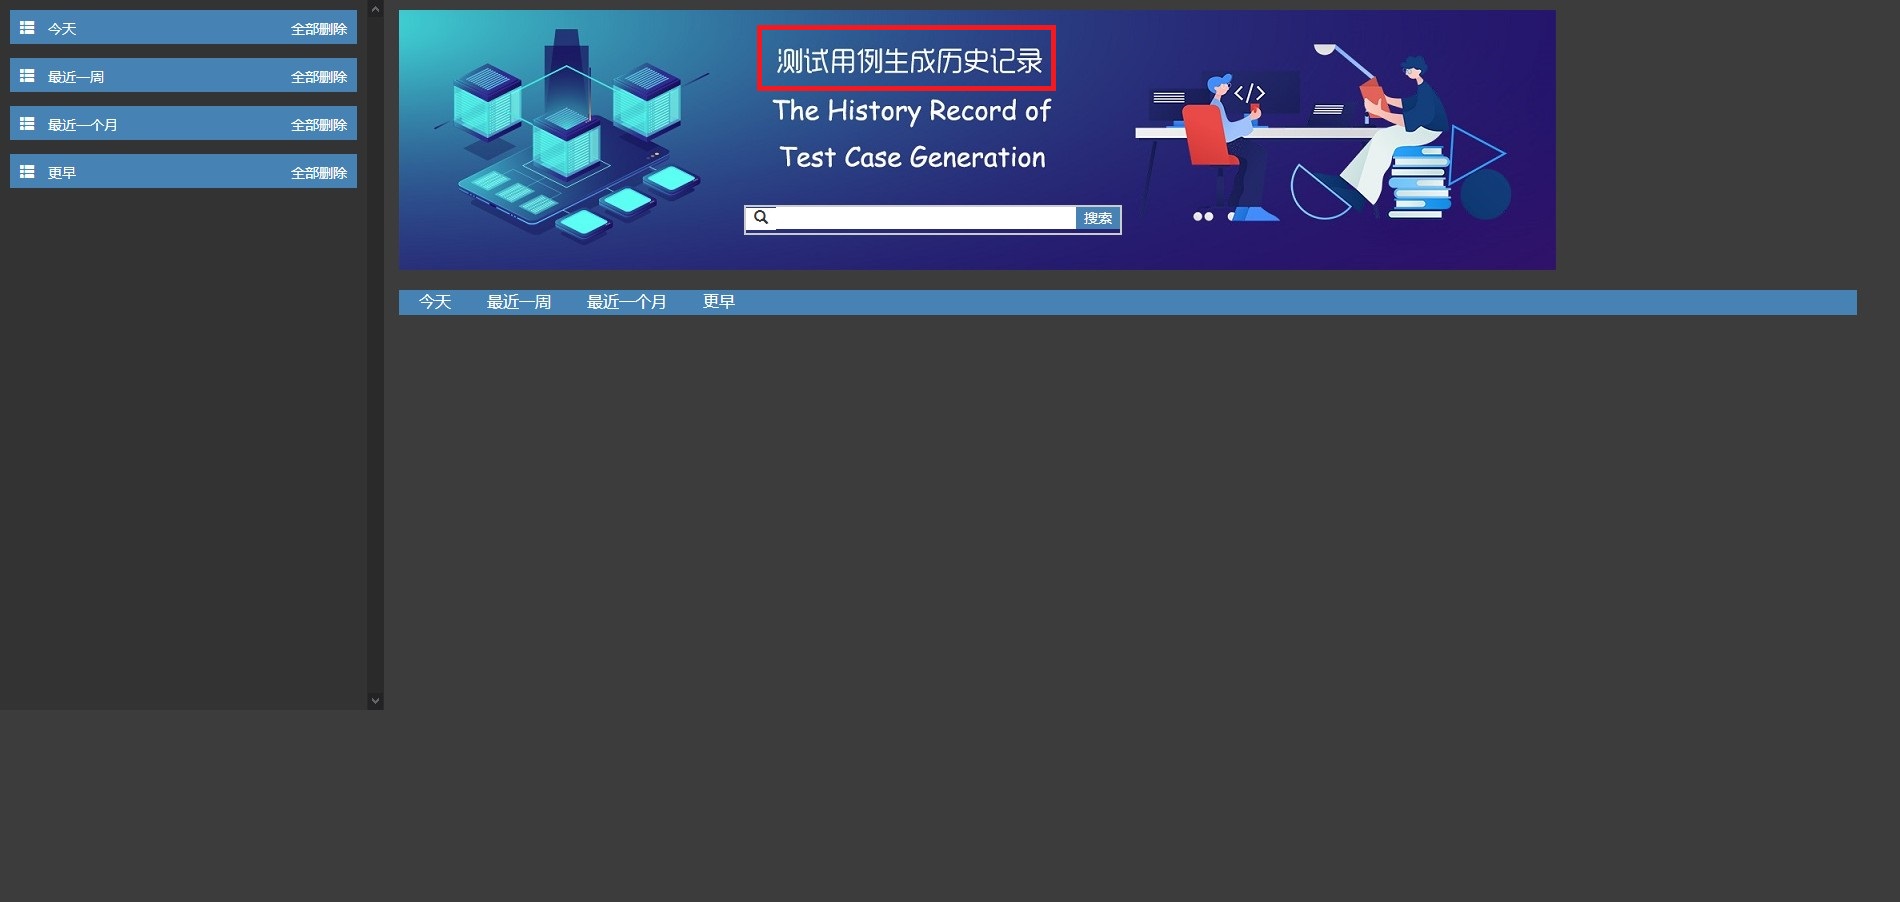 今天 全部删除
最近一周 全部删除
最近一个月 全部删除
更早 全部删除
测试用例生成历史记录
The History Record of
Test Case Generation
</>
搜索
今天 最近一周 最近一个月 更早